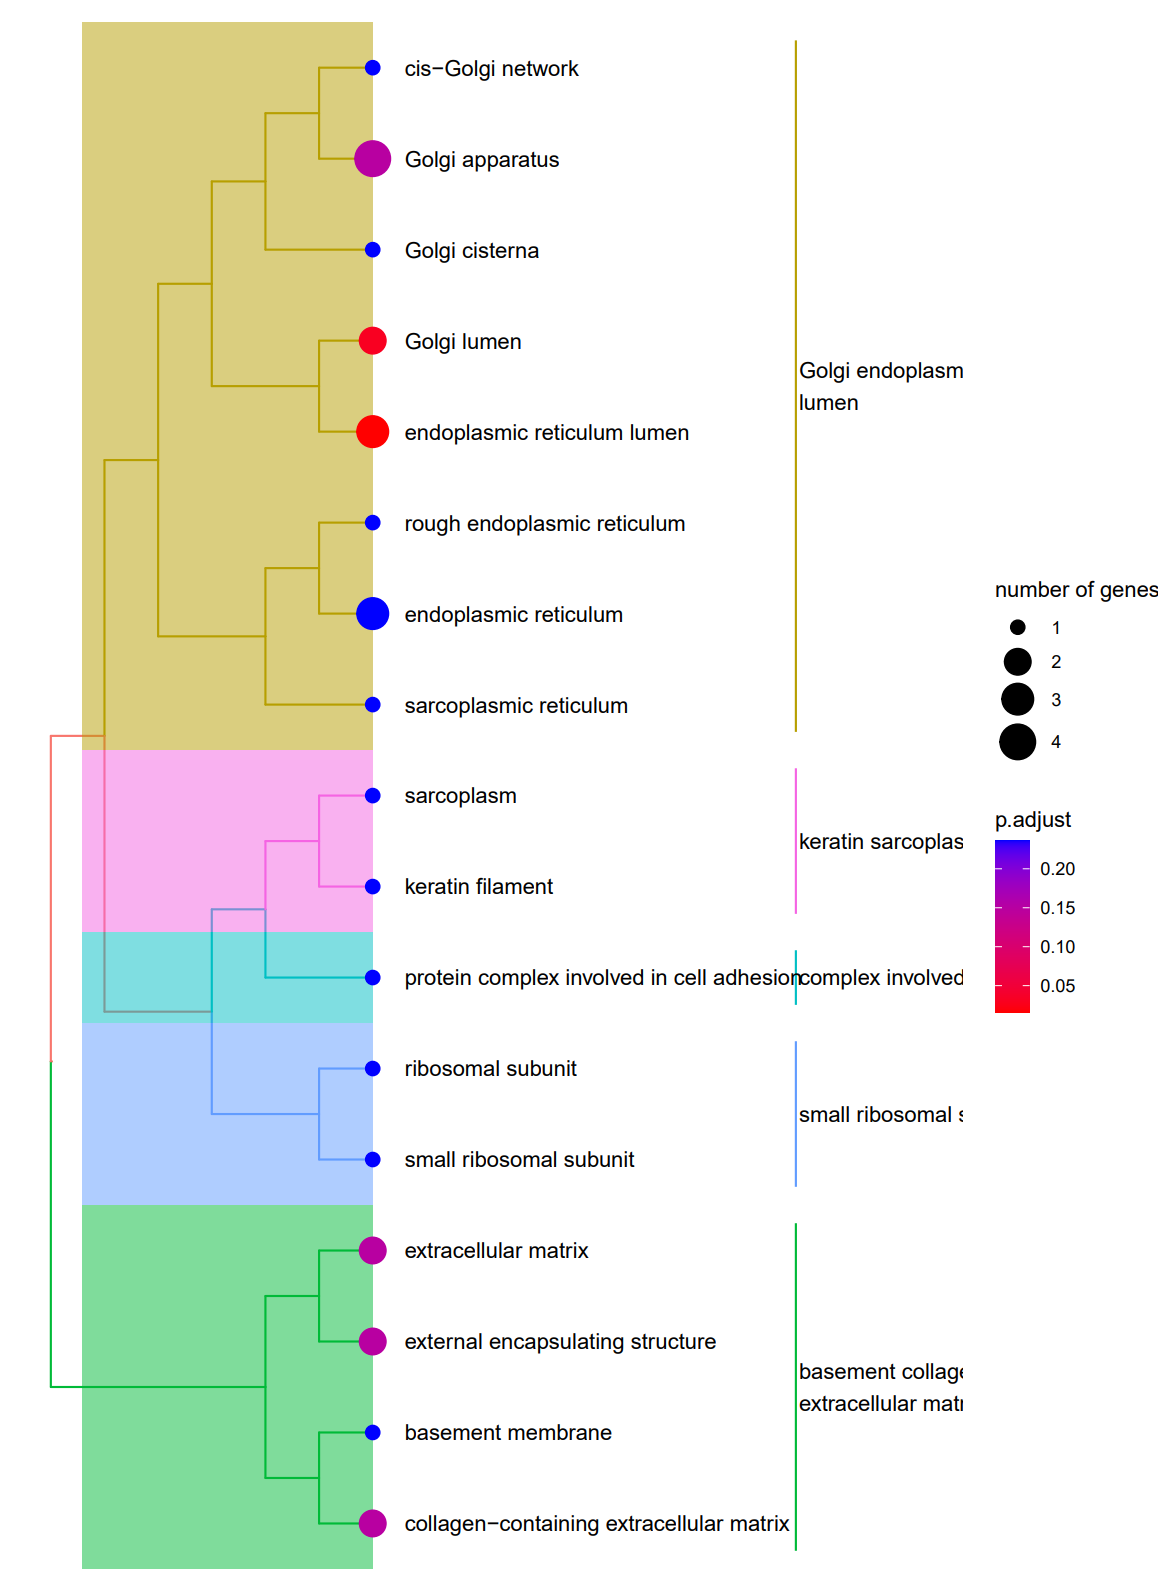 cis−Golgi network
Golgi apparatus
Golgi cisterna
Golgi lumen
endoplasmic reticulum lumen
rough endoplasmic reticulum
endoplasmic reticulum
sarcoplasmic reticulum
sarcoplasm
keratin filament
protein complex involved in cell adhesion
ribosomal subunit
small ribosomal subunit
extracellular matrix
external encapsulating structure
basement membrane
collagen−containing extracellular matrix
Golgi endoplasm
lumen
keratin sarcoplas
complex involved
small ribosomal s
basement collage
extracellular matr
number of genes
1
2
3
4
p.adjust
0.20
0.15
0.10
0.05